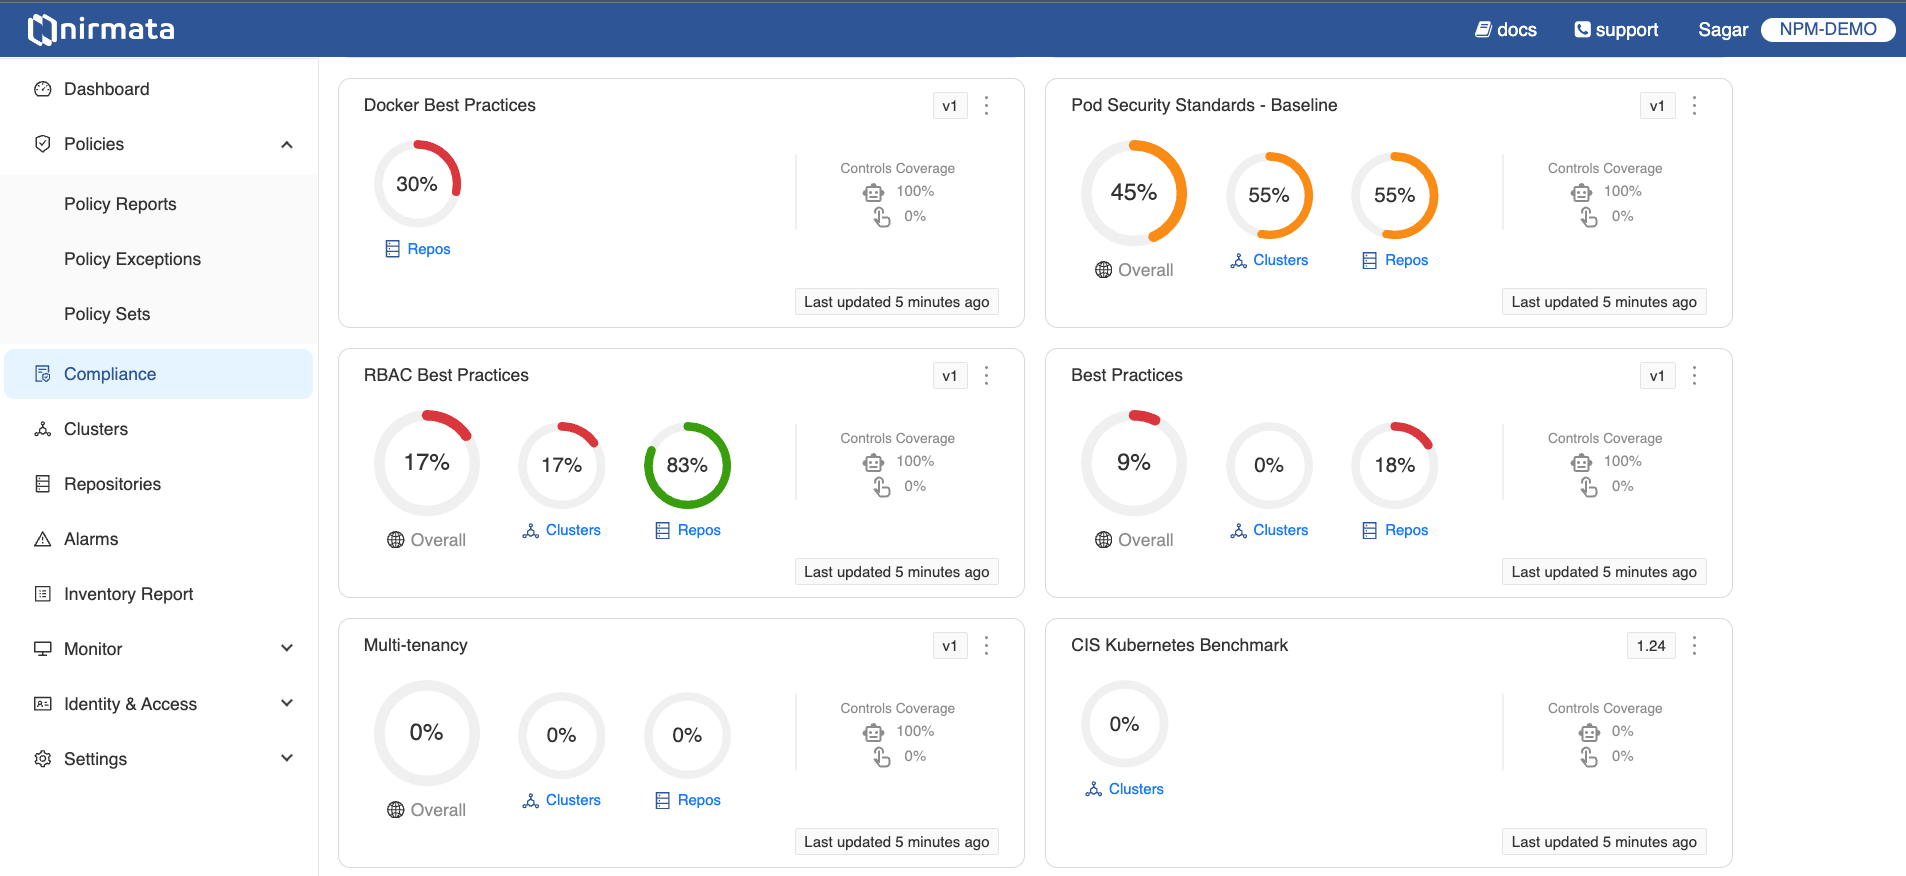 nirmata
docs
support
Sagar
NPM-DEMO
Dashboard
Policies
Policy Reports
Policy Exceptions
Policy Sets
Compliance
Clusters
Repositories
Alarms
Inventory Report
Monitor
Identity & Access
Settings
Docker Best Practices
v1
30%
Repos
Controls Coverage
100%
0%
Last updated 5 minutes ago
Pod Security Standards - Baseline
v1
45%
Overall
55%
Clusters
55%
Repos
Controls Coverage
100%
0%
Last updated 5 minutes ago
RBAC Best Practices
v1
17%
Overall
17%
Clusters
83%
Repos
Controls Coverage
100%
0%
Last updated 5 minutes ago
Best Practices
v1
9%
Overall
0%
Clusters
18%
Repos
Controls Coverage
100%
0%
Last updated 5 minutes ago
Multi-tenancy
v1
0%
Overall
0%
Clusters
0%
Repos
Controls Coverage
100%
0%
Last updated 5 minutes ago
CIS Kubernetes Benchmark
1.24
0%
Clusters
Controls Coverage
0%
0%
Last updated 5 minutes ago